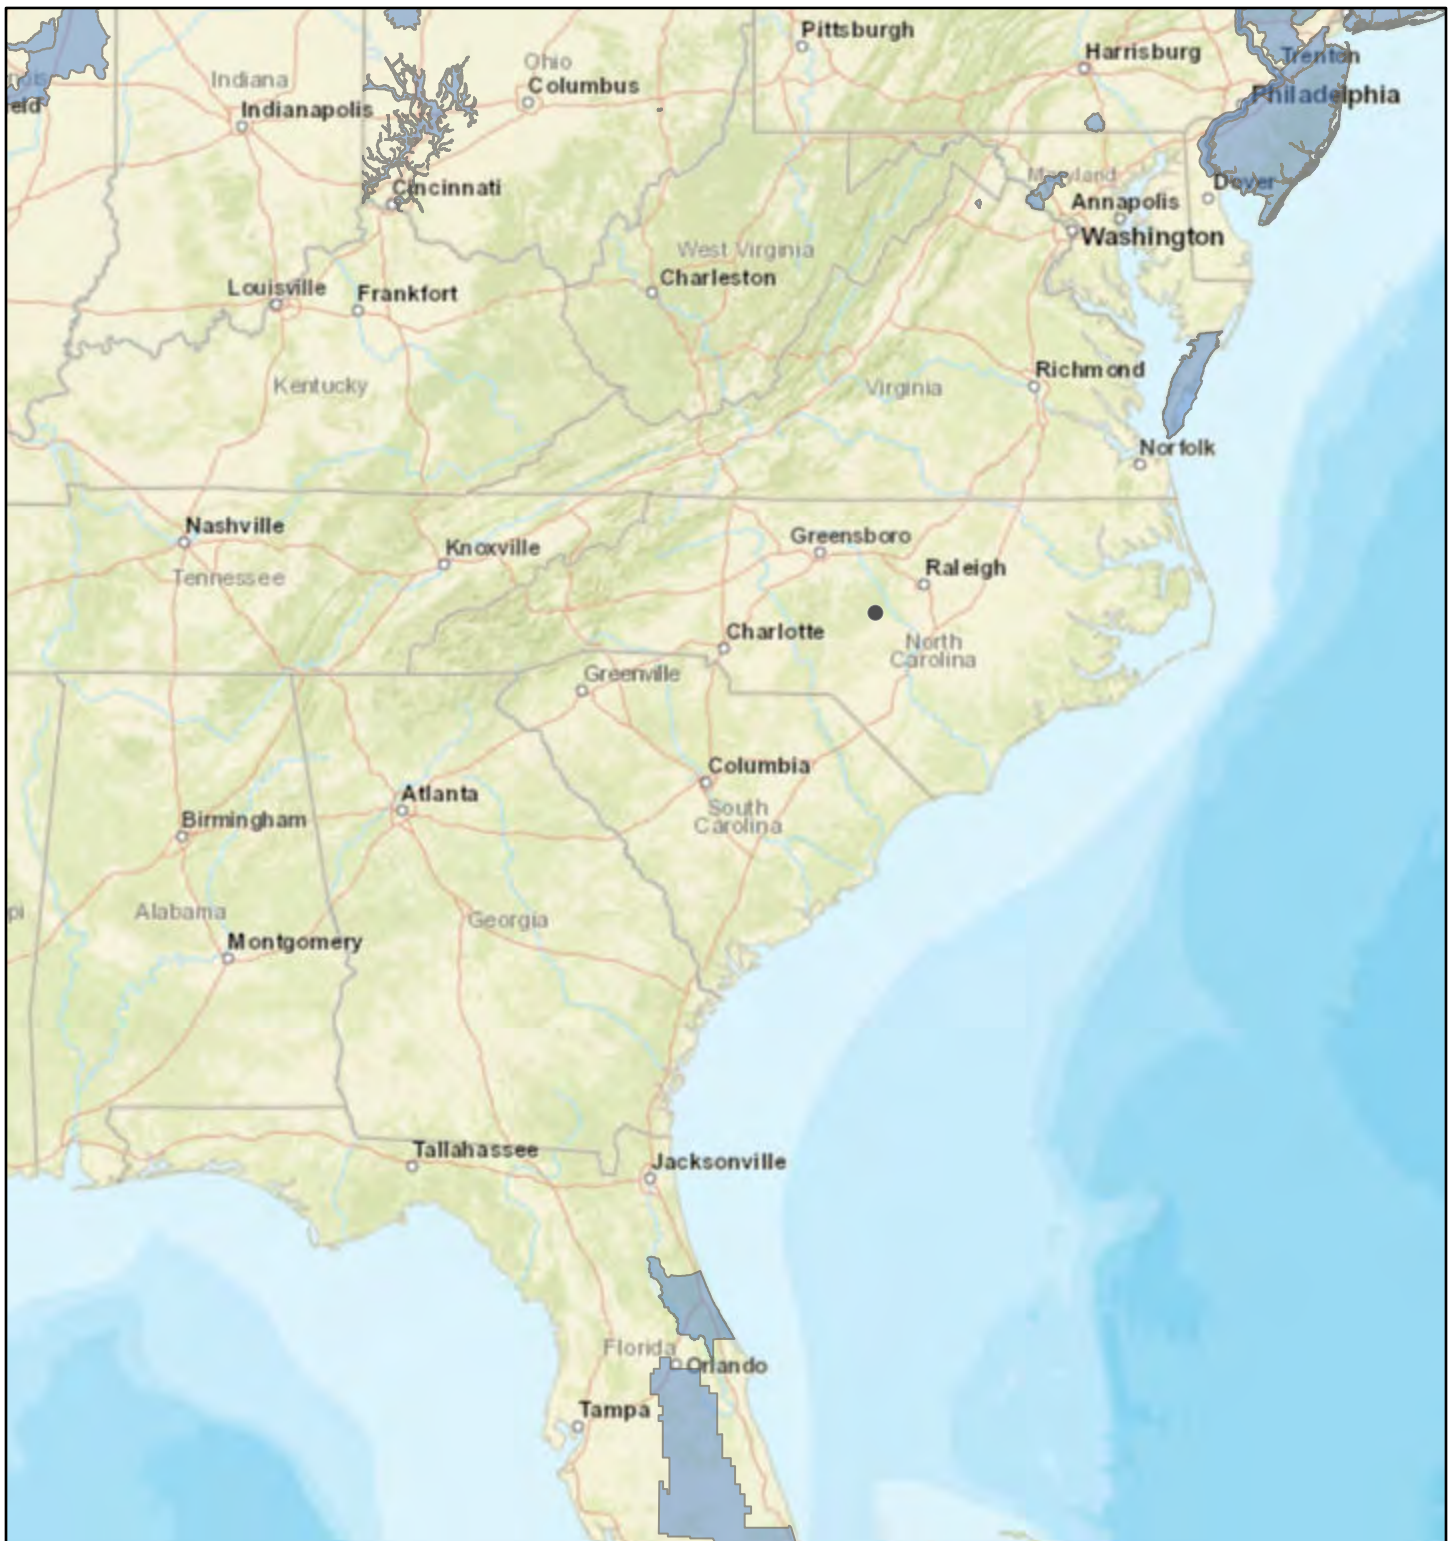 Pittsburgh
Harrisburg
Ohio
Columbus
Trenton
Indiana
Indianapolis
Philadelphia
Maryland
Dover
Cincinnati
Annapolis
Washington
West Virginia
Charleston
Louisville
Frankfort
Richmond
Kentucky
Virginia
Norfolk
Nashville
Greensboro
Knoxville
Raleigh
Tennessee
Charlotte
North
Carolina
Greenville
Columbia
Atlanta
South
Carolina
Birmingham
Alabama
Georgia
pi
Montgomery
Tallahassee
Jacksonville
Florida
Orlando
Tampa